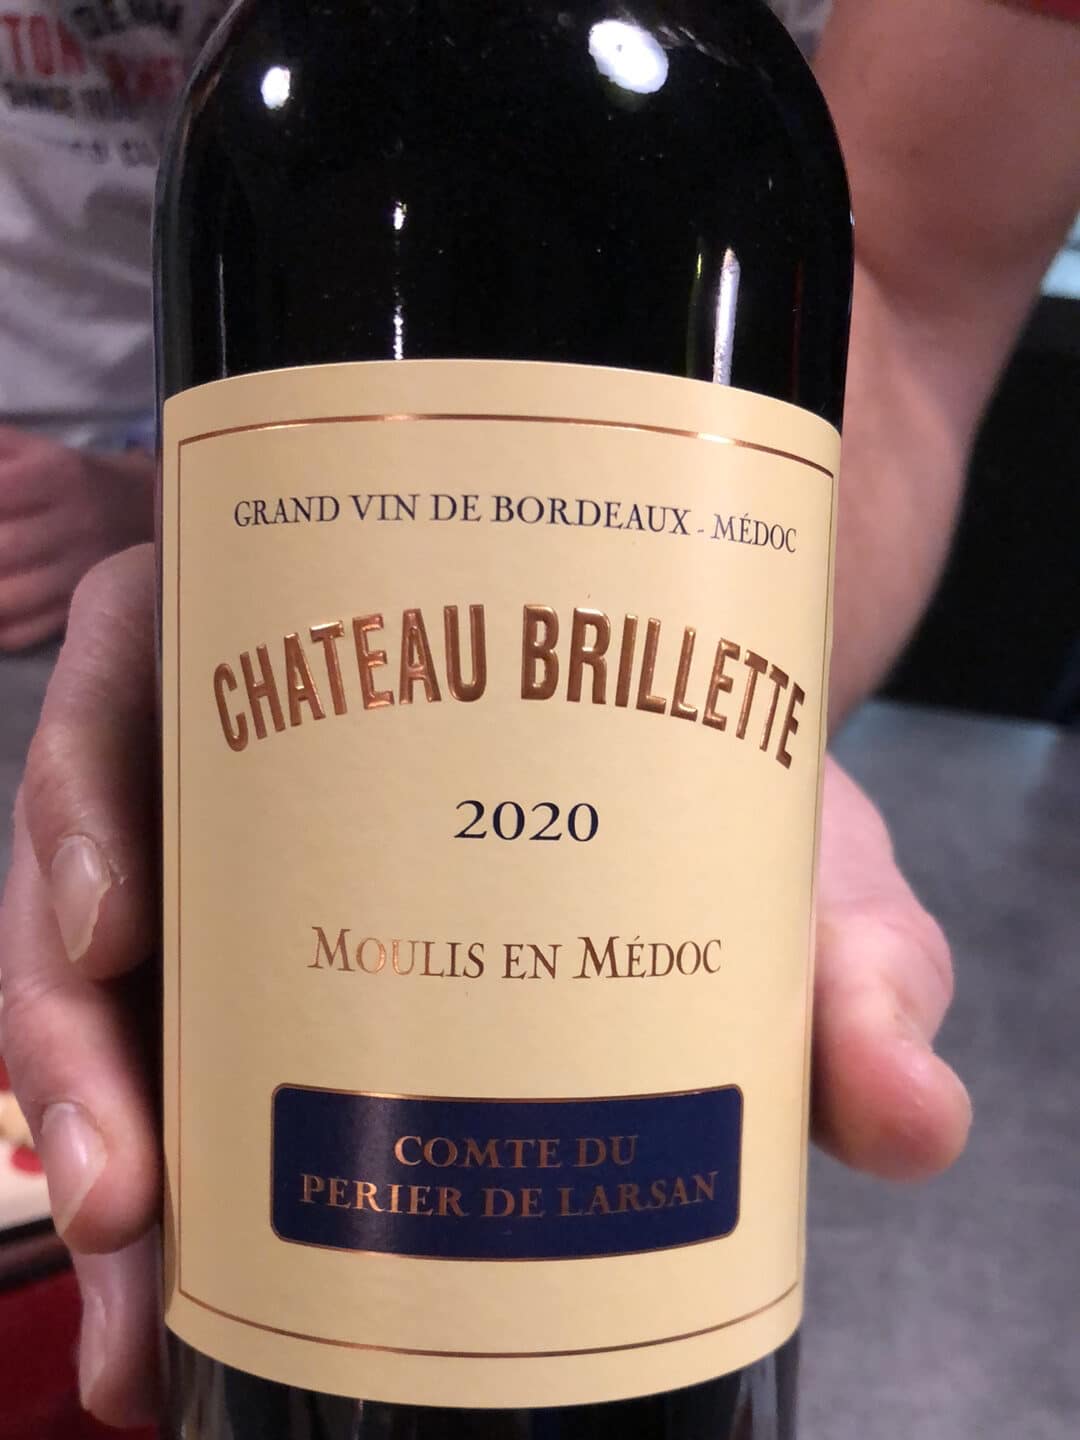 GRAND VIN DE BORDEAUX - MÉDOC
CHATEAU BRILLETTE
2020
MOULIS EN MÉDOC
COMTE DU
PERIER DE LARSAN